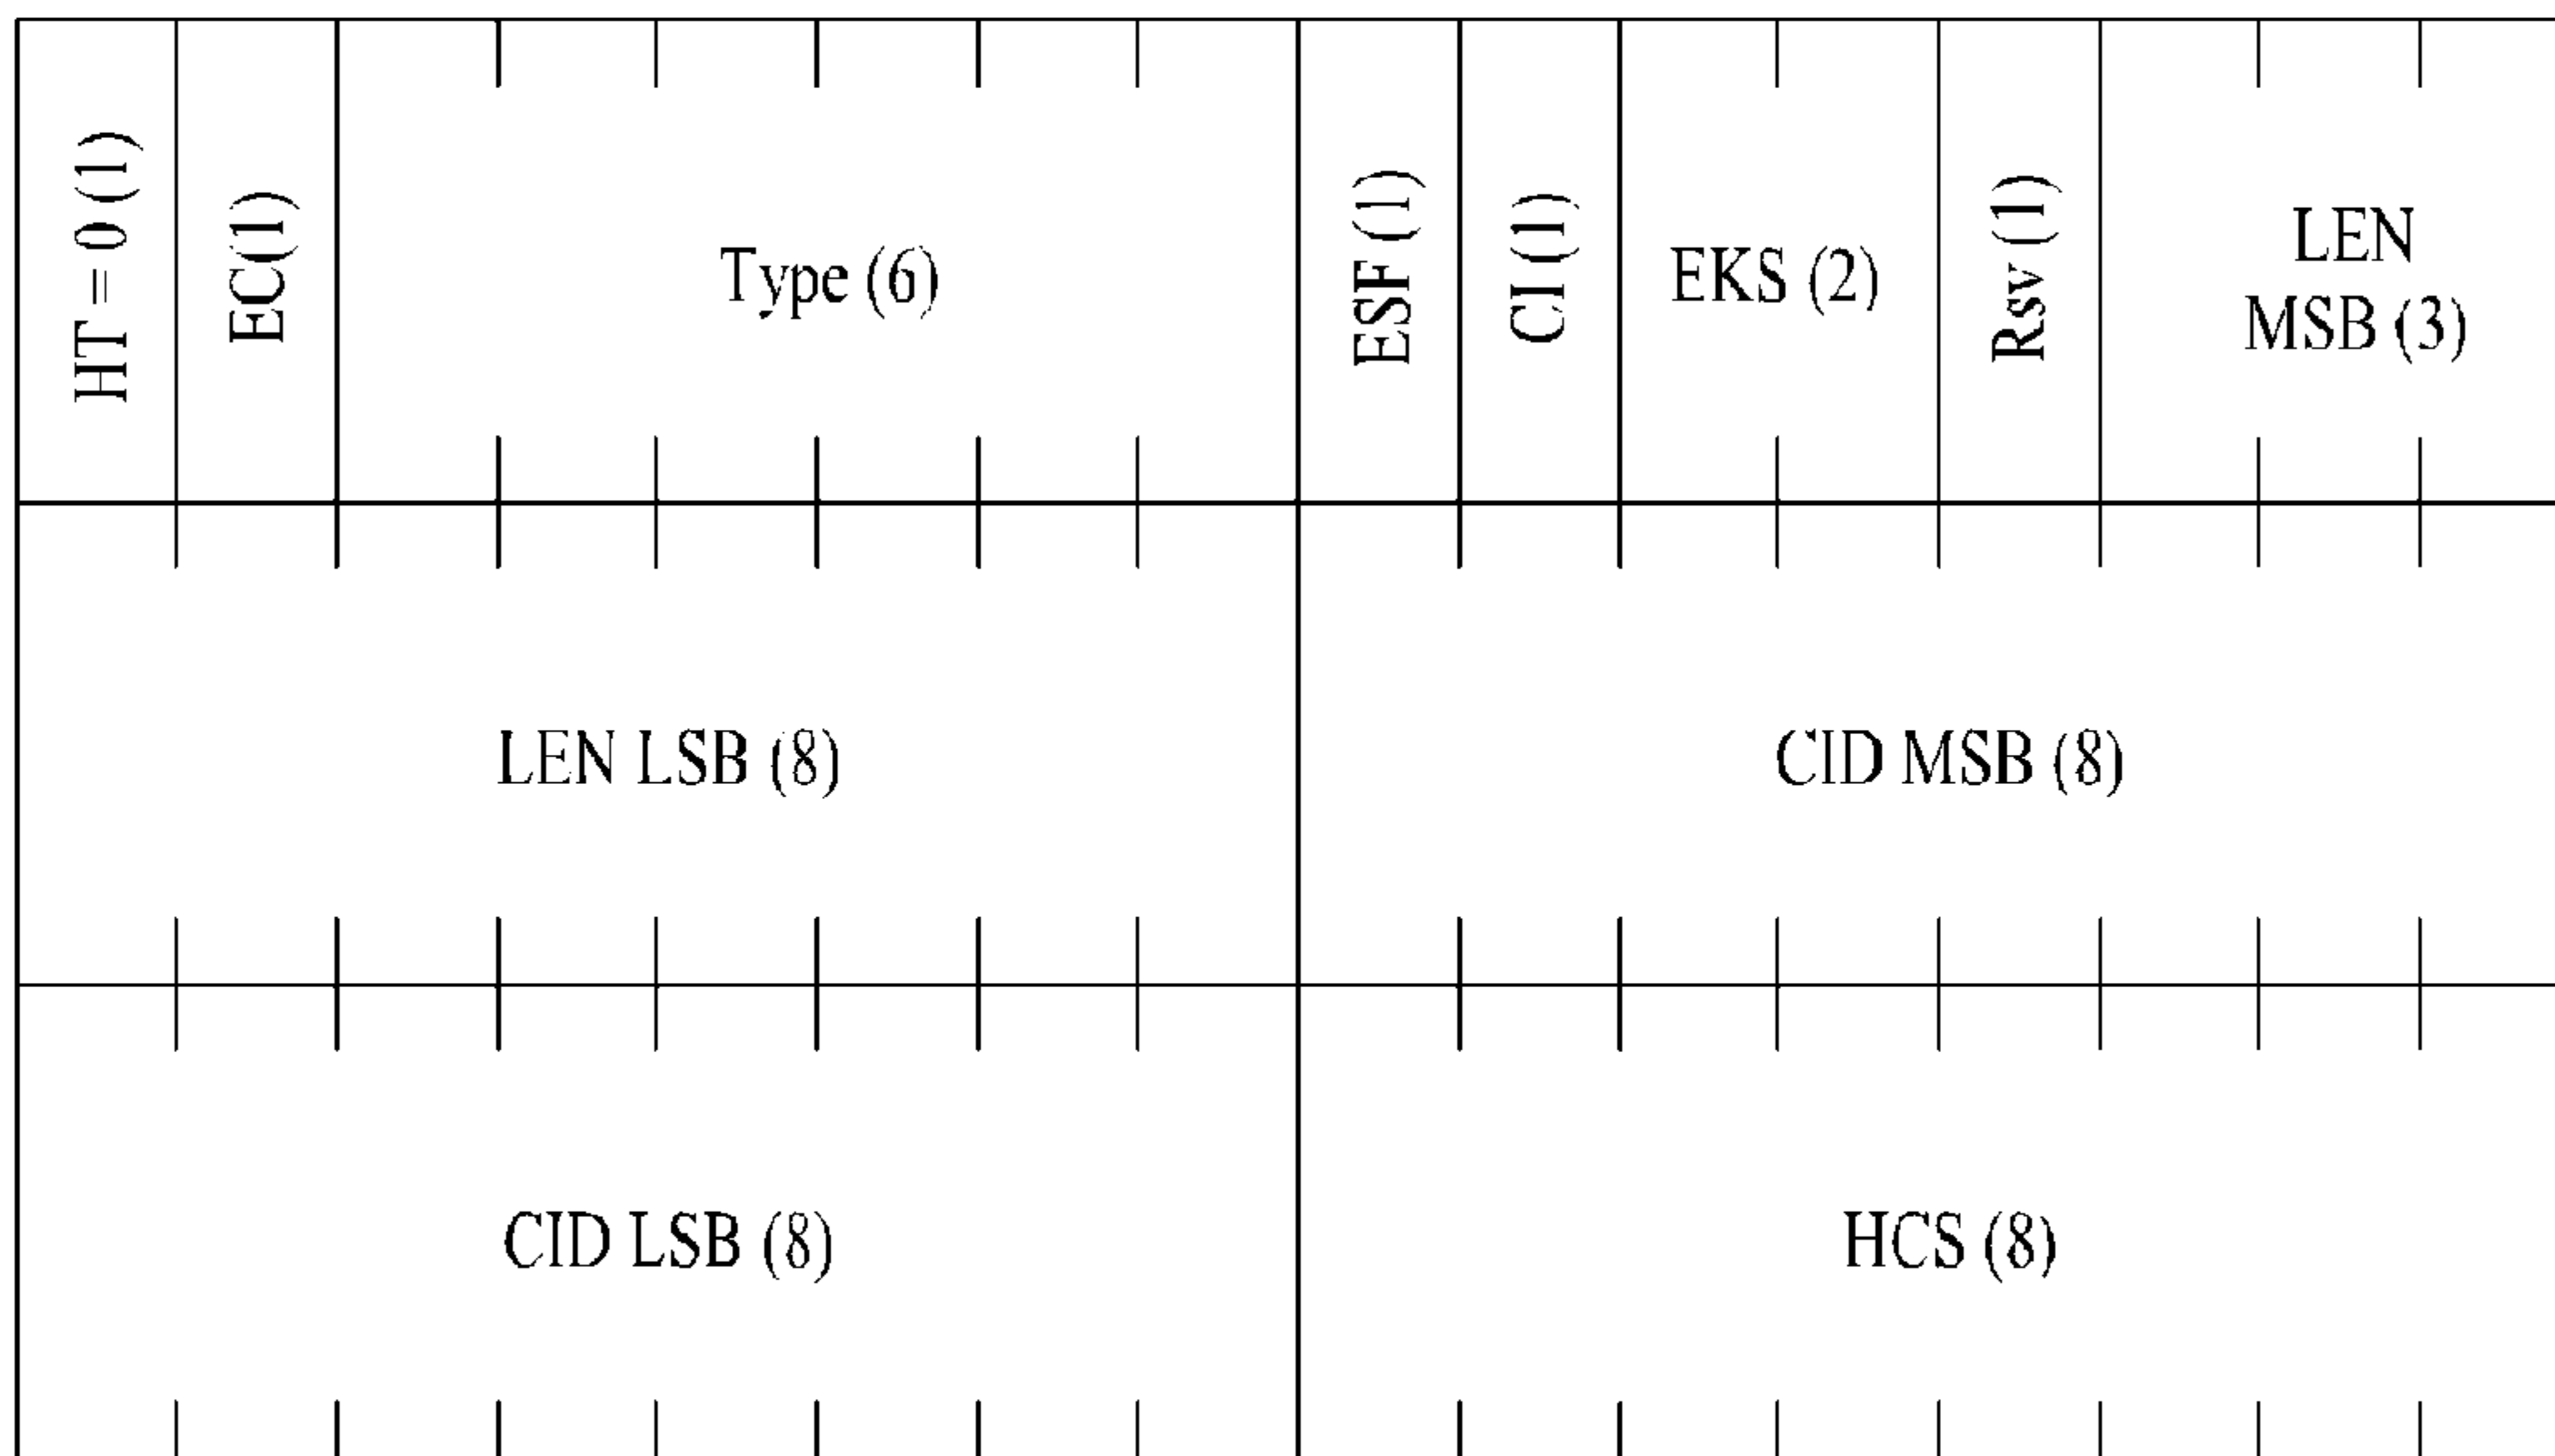 HT = 0 (1)
EC(1)
Type (6)
ESF (1)
CI (1)
EKS (2)
Rsv (1)
LEN
MSB (3)
LEN LSB (8)
CID MSB (8)
CID LSB (8)
HCS (8)